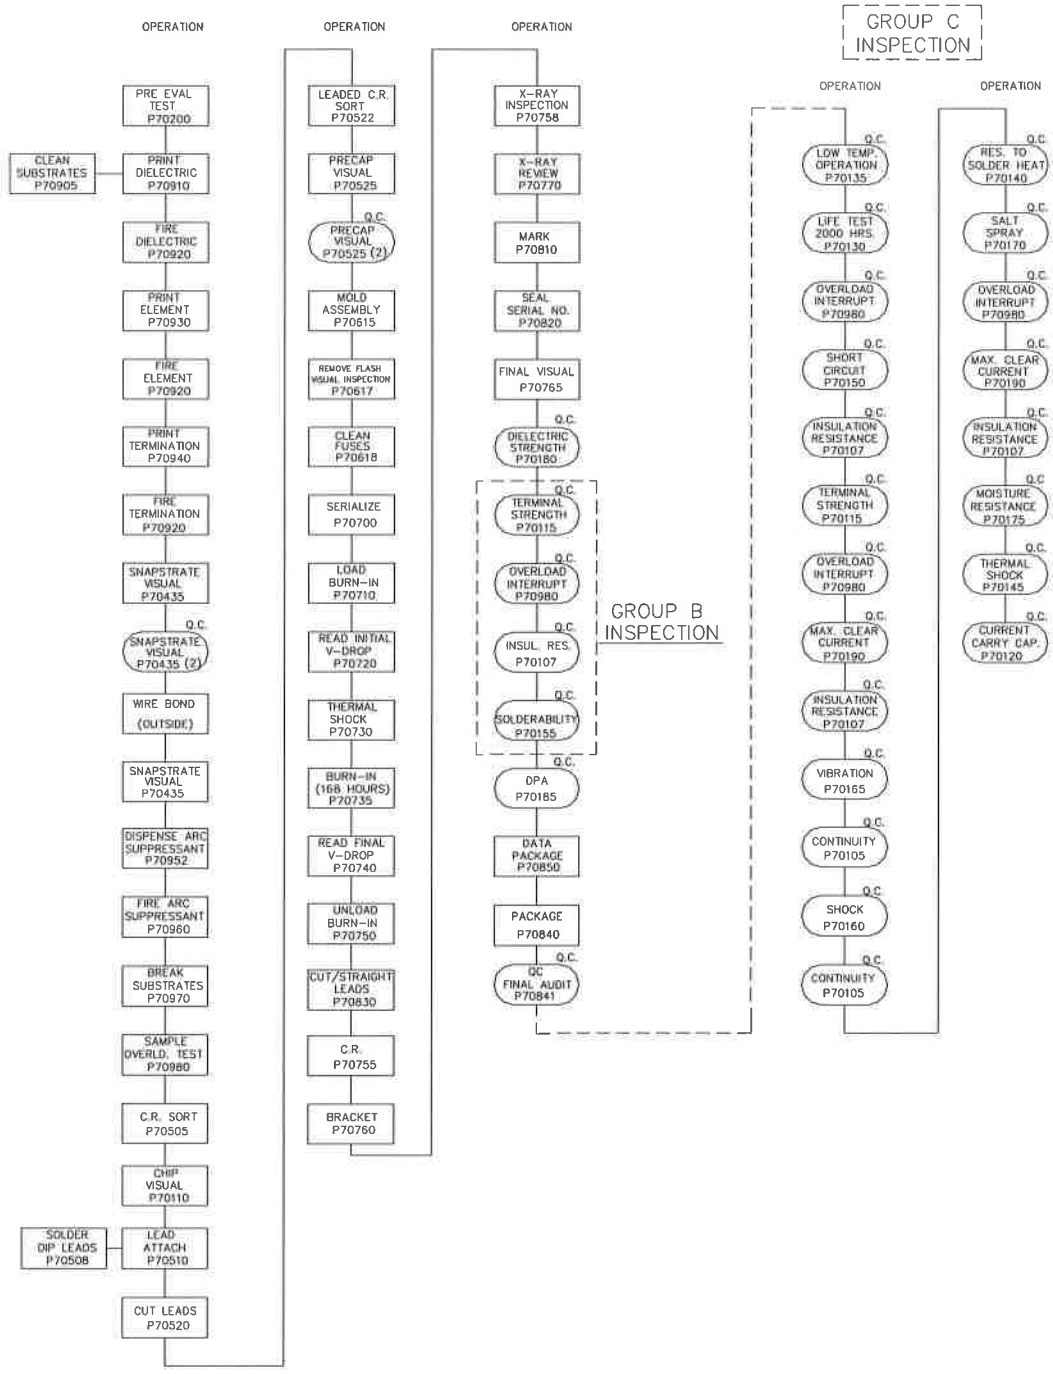 OPERATION
PRE EVAL
TEST
P70200
CLEAN
SUBSTRATES
P70905
PRINT
DIELECTRIC
P70910
FIRE
DIELECTRIC
P70920
PRINT
ELEMENT
P70930
FIRE
ELEMENT
P70920
PRINT
TERMINATION
P70940
FIRE
TERMINATION
P70920
SNAPSTRATE
VISUAL
P70435
Q.C.
SNAPSTRATE
VISUAL
P70435 (2)
WIRE BOND
(OUTSIDE)
SNAPSTRATE
VISUAL
P70435
DISPENSE ARC
SUPPRESSANT
P70952
FIRE ARC
SUPPRESSANT
P70960
BREAK
SUBSTRATES
P70970
SAMPLE
OVERLD. TEST
P70980
C.R. SORT
P70505
CHIP
VISUAL
P70110
SOLDER
DIP LEADS
P70508
LEAD
ATTACH
P70510
CUT LEADS
P70520
OPERATION
LEADED C.R.
SORT
P70522
PRECAP
VISUAL
P70525
Q.C.
PRECAP
VISUAL
P70525 (2)
MOLD
ASSEMBLY
P70615
REMOVE FLASH
VISUAL INSPECTION
P70617
CLEAN
FUSES
P70618
SERIALIZE
P70700
LOAD
BURN-IN
P70710
READ INITIAL
V-DROP
P70720
THERMAL
SHOCK
P70730
BURN-IN
(168 HOURS)
P70735
READ FINAL
V-DROP
P70740
UNLOAD
BURN-IN
P70750
CUT/STRAIGHT
LEADS
P70830
C.R.
P70755
BRACKET
P70760
OPERATION
X-RAY
INSPECTION
P70758
X-RAY
REVIEW
P70770
MARK
P70810
SEAL
SERIAL NO.
P70820
FINAL VISUAL
P70765
Q.C.
DIELECTRIC
STRENGTH
P70180
Q.C.
TERMINAL
STRENGTH
P70115
Q.C.
OVERLOAD
INTERRUPT
P70980
Q.C.
INSUL. RES.
P70107
Q.C.
SOLDERABILITY
P70155
GROUP B
INSPECTION
Q.C.
DPA
P70185
DATA
PACKAGE
P70850
PACKAGE
P70840
Q.C.
QC
FINAL AUDIT
P70841
GROUP C
INSPECTION
OPERATION
Q.C.
LOW TEMP.
OPERATION
P70135
Q.C.
LIFE TEST
2000 HRS.
P70130
Q.C.
OVERLOAD
INTERRUPT
P70980
Q.C.
SHORT
CIRCUIT
P70150
Q.C.
INSULATION
RESISTANCE
P70107
Q.C.
TERMINAL
STRENGTH
P70115
Q.C.
OVERLOAD
INTERRUPT
P70980
Q.C.
MAX. CLEAR
CURRENT
P70190
Q.C.
INSULATION
RESISTANCE
P70107
Q.C.
VIBRATION
P70165
Q.C.
CONTINUITY
P70105
Q.C.
SHOCK
P70160
Q.C.
CONTINUITY
P70105
OPERATION
Q.C.
RES. TO
SOLDER HEAT
P70140
Q.C.
SALT
SPRAY
P70170
Q.C.
OVERLOAD
INTERRUPT
P70980
Q.C.
MAX. CLEAR
CURRENT
P70190
Q.C.
INSULATION
RESISTANCE
P70107
Q.C
MOISTURE
RESISTANCE
P70175
Q.C.
THERMAL
SHOCK
P70145
Q.C.
CURRENT
CARRY CAP.
P70120